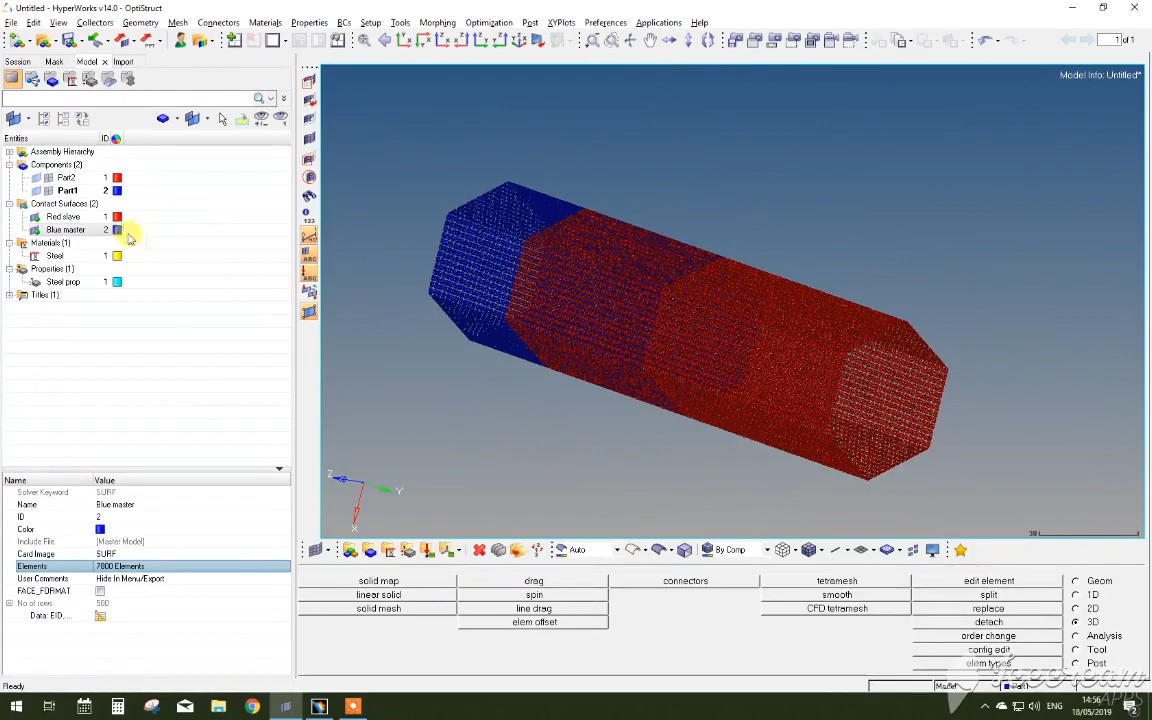 Untitled - HyperWorks v14.0 - OptiStruct
File Edit View Collectors Geometry Mesh Connectors Materials Properties BCs Setup Tools Morphing Optimization Post XYPlots Preferences Applications Help
1 of 1
Session Mask Model × Import
Model Info: Untitled*
Entities ID
Assembly Hierarchy
Components (2)
Part2 1
Part1 2
Contact Surfaces (2)
Red slave 1
Blue master 2
Materials (1)
Steel 1
Properties (1)
Steel prop 1
Titles (1)
123
ABC
ABC
Z Y X
Name Value
Solver Keyword SURF
Name Blue master
ID 2
Color
Include File [Master Model]
Card Image SURF
Elements 7800 Elements
User Comments Hide In Menu/Export
FACE_FORMAT
No of rows 500
Data: EID, ...
Auto By Comp
solid map drag connectors tetramesh edit element Geom
linear solid spin smooth split 1D
solid mesh line drag CFD tetramesh replace 2D
elem offset detach 3D
order change Analysis
config edit Tool
elem types Post
Ready Model Part1
ENG 14:56
18/05/2019
APPS